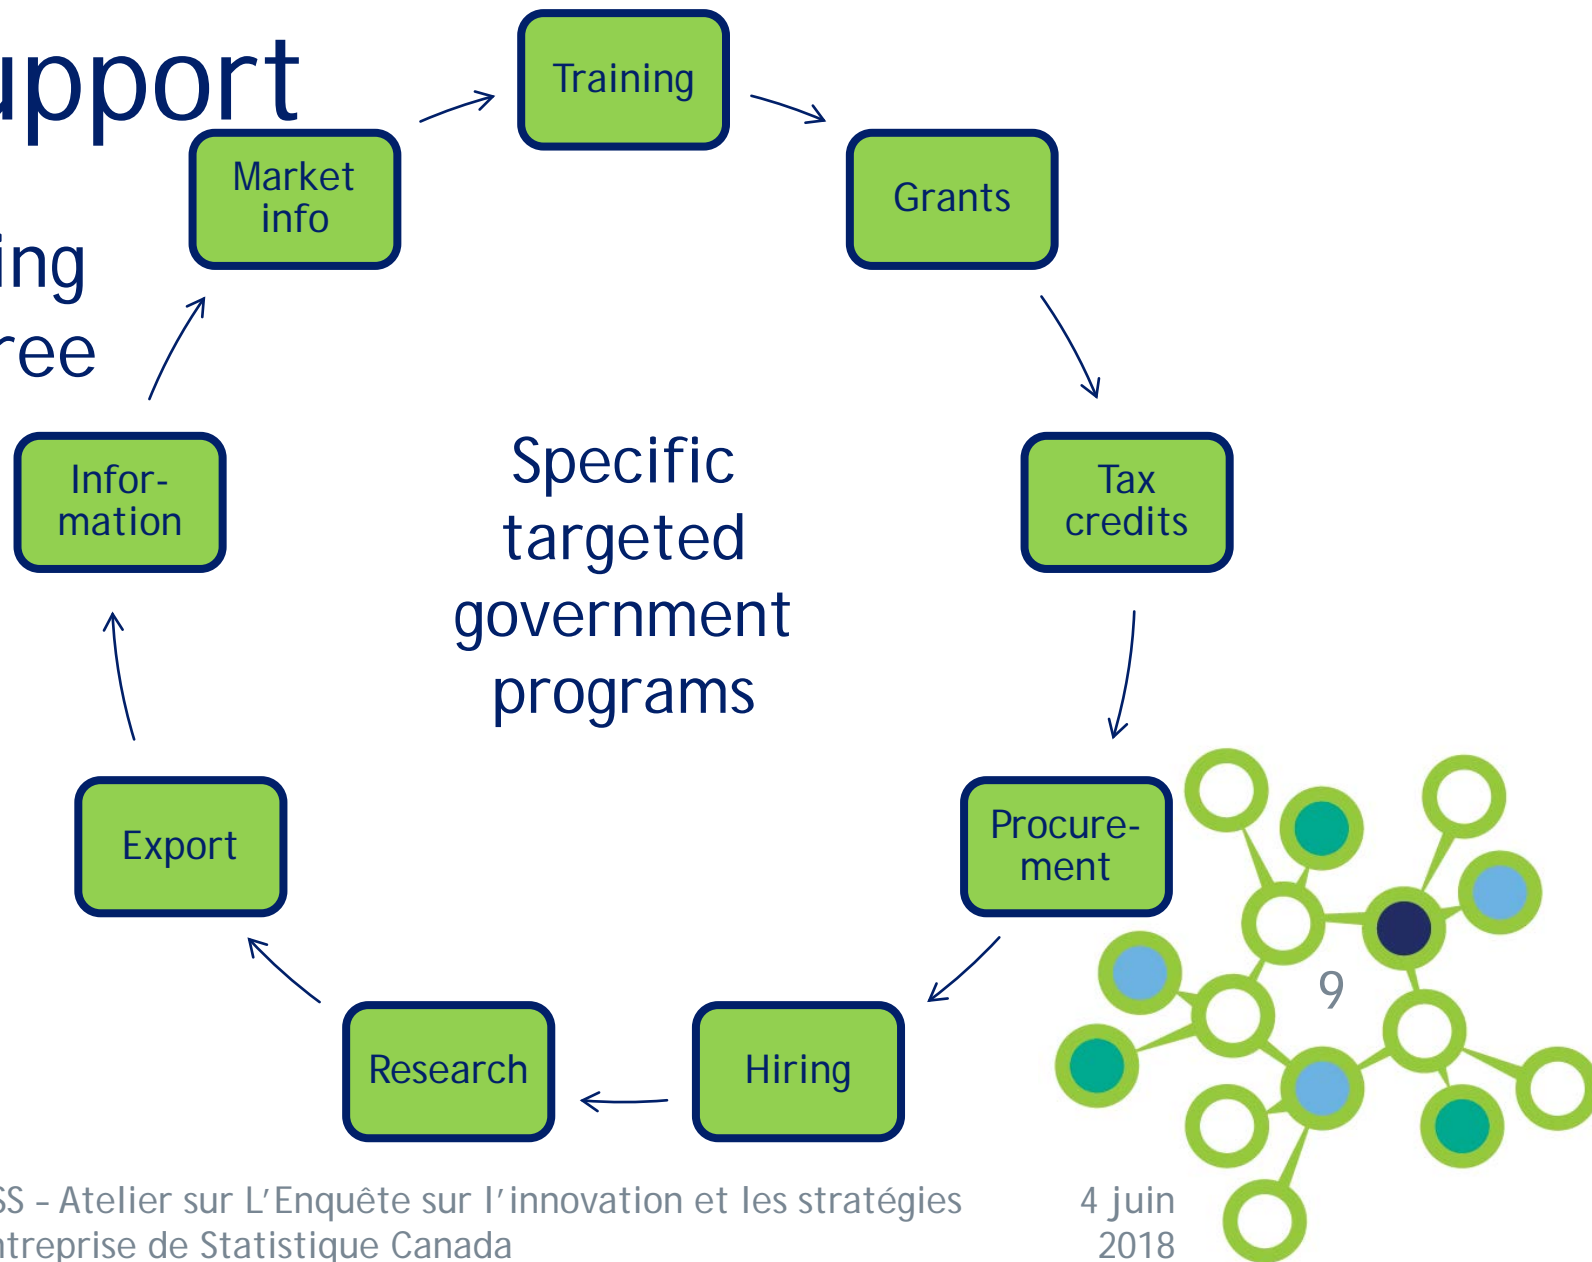 upport
ing
ree
Training
Market
info
Grants
Infor-
mation
Specific
targeted
government
programs
Tax
credits
Export
Procure-
ment
Research
Hiring
9
SS – Atelier sur L’Enquête sur l’innovation et les stratégies
ntreprise de Statistique Canada
4 juin
2018